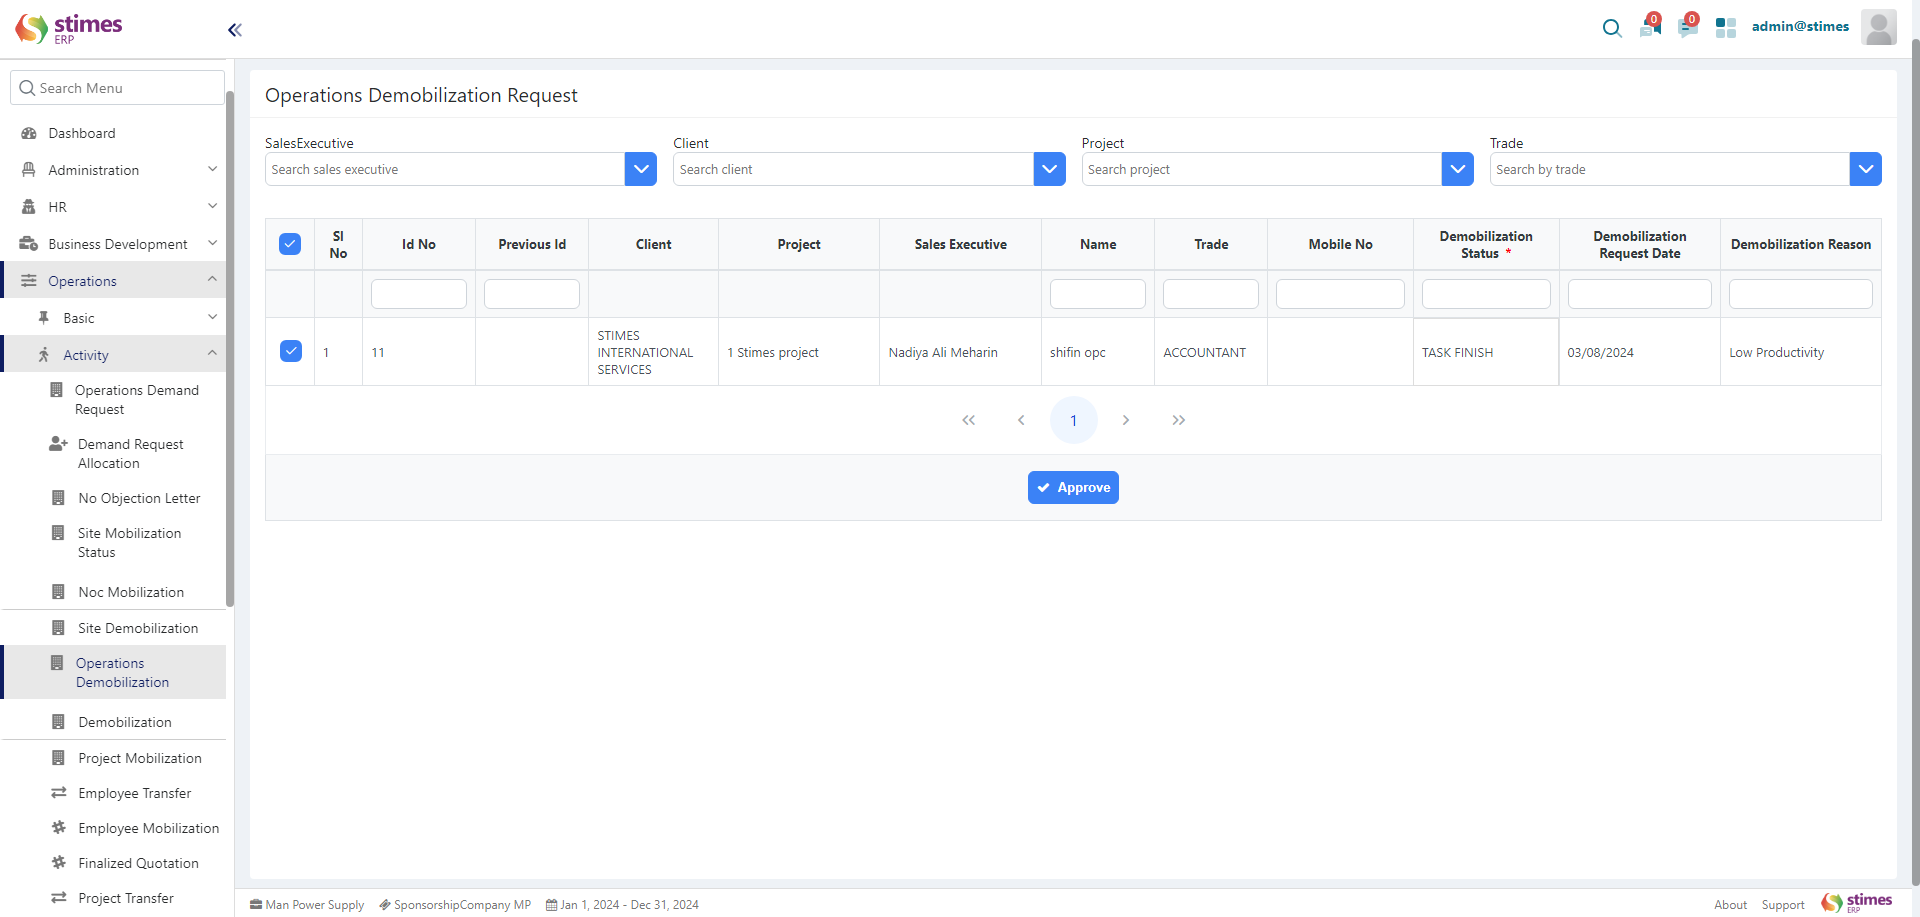 stimes
ERP
0
0
admin@stimes
Search Menu
Dashboard
Administration
HR
Business Development
Operations
Basic
Activity
Operations Demand
Request
Demand Request
Allocation
No Objection Letter
Site Mobilization
Status
Noc Mobilization
Site Demobilization
Operations
Demobilization
Demobilization
Project Mobilization
Employee Transfer
Employee Mobilization
Finalized Quotation
Project Transfer
Operations Demobilization Request
SalesExecutive Client Project Trade
Search sales executive Search client Search project Search by trade
Sl No Id No Previous Id Client Project Sales Executive Name Trade Mobile No Demobilization Status * Demobilization Request Date Demobilization Reason
1 11 STIMES INTERNATIONAL SERVICES 1 Stimes project Nadiya Ali Meharin shifin opc ACCOUNTANT TASK FINISH 03/08/2024 Low Productivity
1
Approve
Man Power Supply SponsorshipCompany MP Jan 1, 2024 - Dec 31, 2024
About Support stimes
ERP